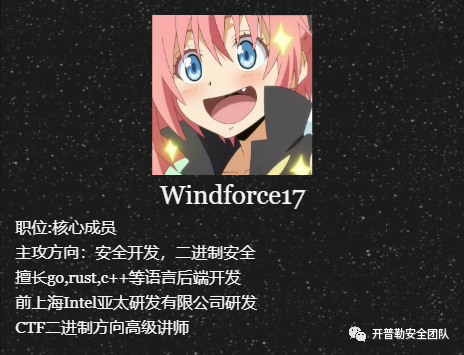 Windforce17
职位:核心成员
主攻方向：安全开发，二进制安全
擅长go,rust,c++等语言后端开发
前上海Intel亚太研发有限公司研发
CTF二进制方向高级讲师
开普勒安全团队